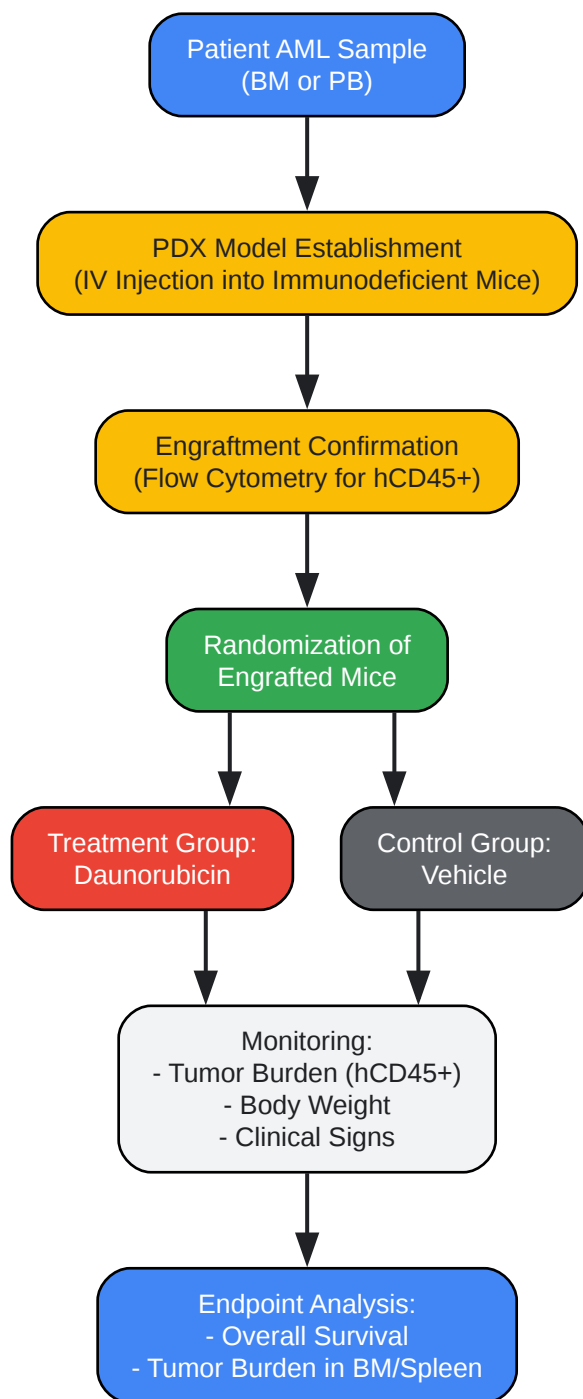 Patient AML Sample
(BM or PB)
PDX Model Establishment
(IV Injection into Immunodeficient Mice)
Engraftment Confirmation
(Flow Cytometry for hCD45+)
Randomization of
Engrafted Mice
Treatment Group:
Daunorubicin
Control Group:
Vehicle
Monitoring:
- Tumor Burden (hCD45+)
- Body Weight
- Clinical Signs
Endpoint Analysis:
- Overall Survival
- Tumor Burden in BM/Spleen